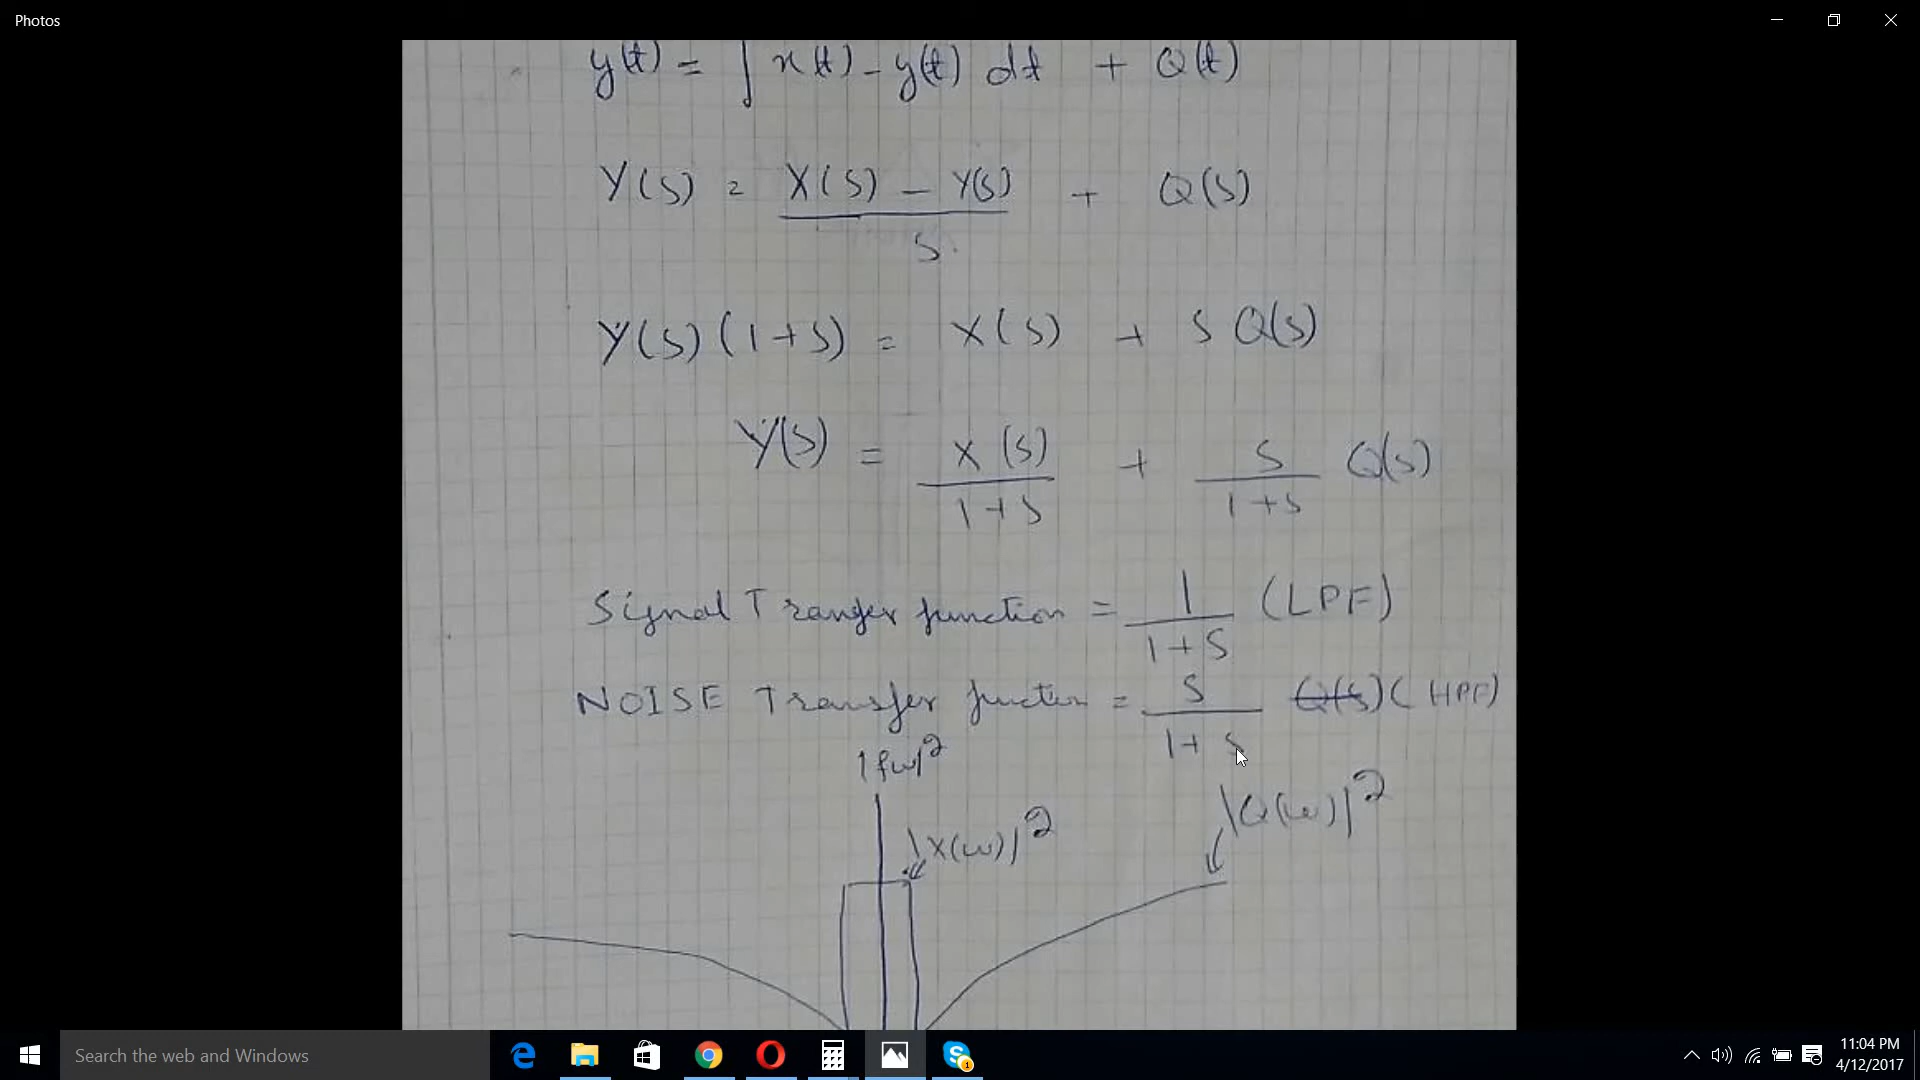 Photos
y(t) = ∫ x(t) - y(t) dt + Q(t)
Y(S) = X(S) - Y(S) / S + Q(S)
Y(S) (1+S) = X(S) + S Q(S)
Y(S) = X(S) / 1+S + S / 1+S Q(S)
Signal Tranfer function = 1 / 1+S (LPF)
NOISE Transfer function = S / 1+S Q(S) (HPF)
|f(ω)|²
|X(ω)|²
|Q(ω)|²
Search the web and Windows
11:04 PM
4/12/2017